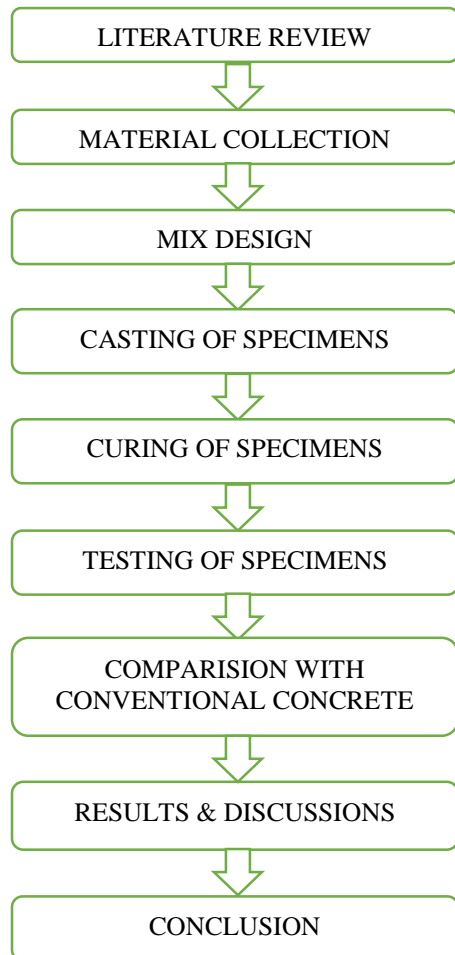 LITERATURE REVIEW
MATERIAL COLLECTION
MIX DESIGN
CASTING OF SPECIMENS
CURING OF SPECIMENS
TESTING OF SPECIMENS
COMPARISION WITH
CONVENTIONAL CONCRETE
RESULTS & DISCUSSIONS
CONCLUSION